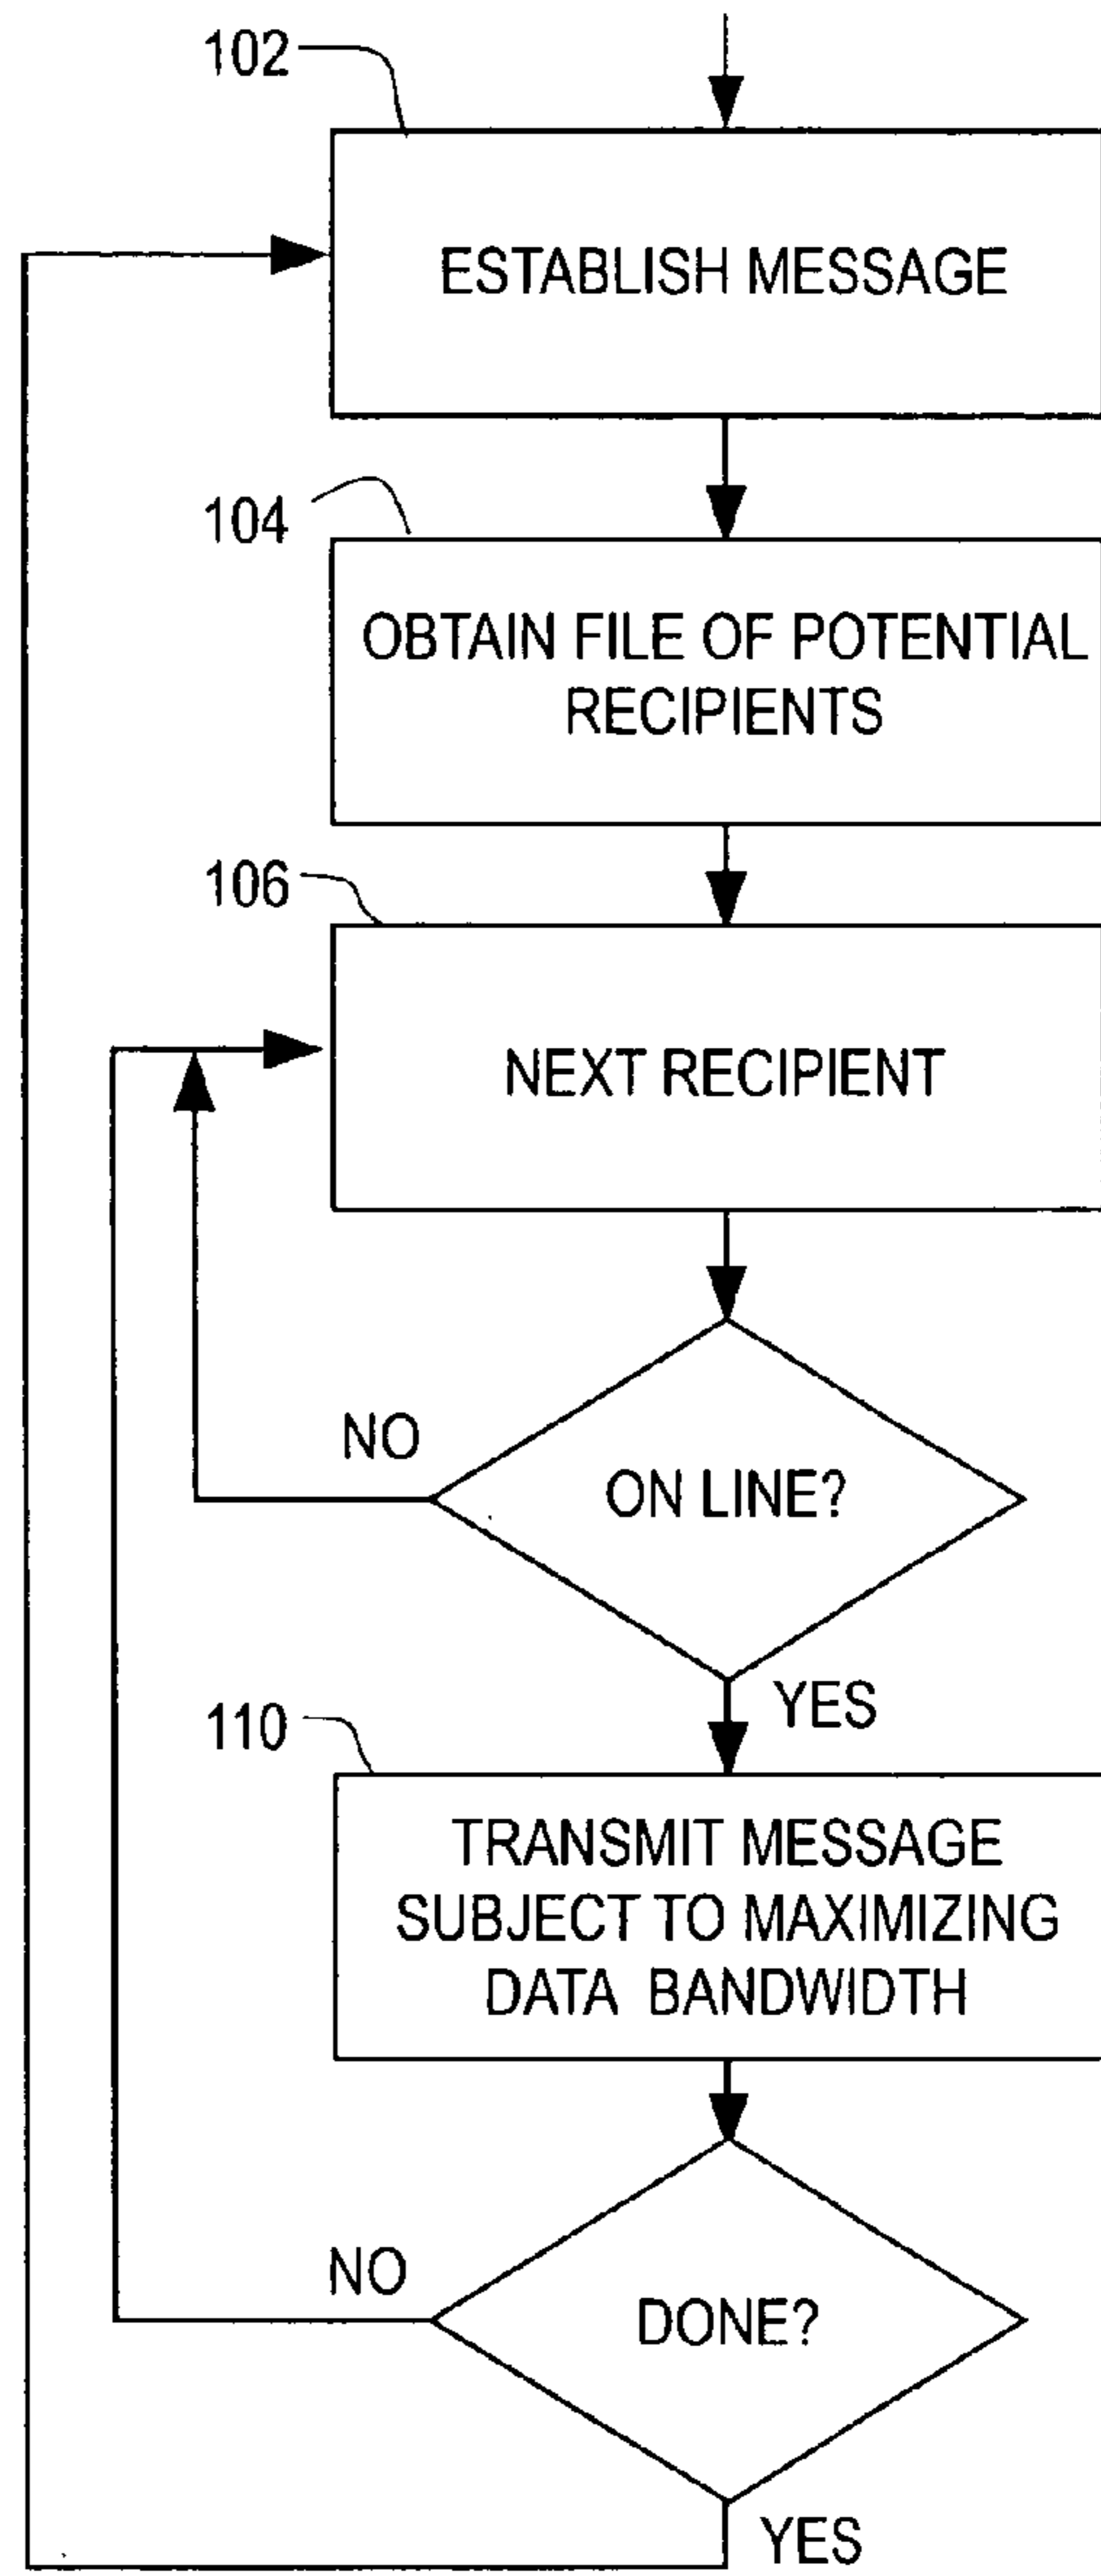 102
ESTABLISH MESSAGE
104
OBTAIN FILE OF POTENTIAL
RECIPIENTS
106
NEXT RECIPIENT
NO
ON LINE?
YES
110
TRANSMIT MESSAGE
SUBJECT TO MAXIMIZING
DATA BANDWIDTH
NO
DONE?
YES